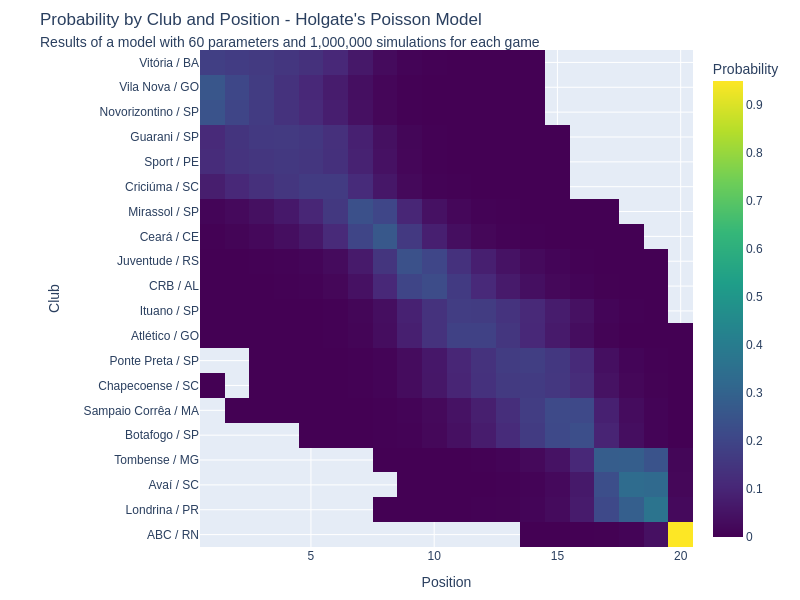 Probability by Club and Position - Holgate's Poisson Model
Results of a model with 60 parameters and 1,000,000 simulations for each game
Probability
Vitória / BA
Vila Nova / GO
Novorizontino / SP
Guarani / SP
Sport / PE
Criciúma / SC
Mirassol / SP
Ceará / CE
Juventude / RS
CRB / AL
Ituano / SP
Atlético / GO
Ponte Preta / SP
Chapecoense / SC
Sampaio Corrêa / MA
Botafogo / SP
Tombense / MG
Avaí / SC
Londrina / PR
ABC / RN
Club
5
10
15
20
Position
0.9
0.8
0.7
0.6
0.5
0.4
0.3
0.2
0.1
0